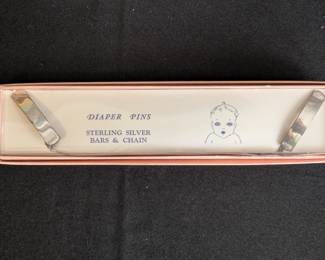 DIAPER PINS
STERLING SILVER
BARS & CHAIN